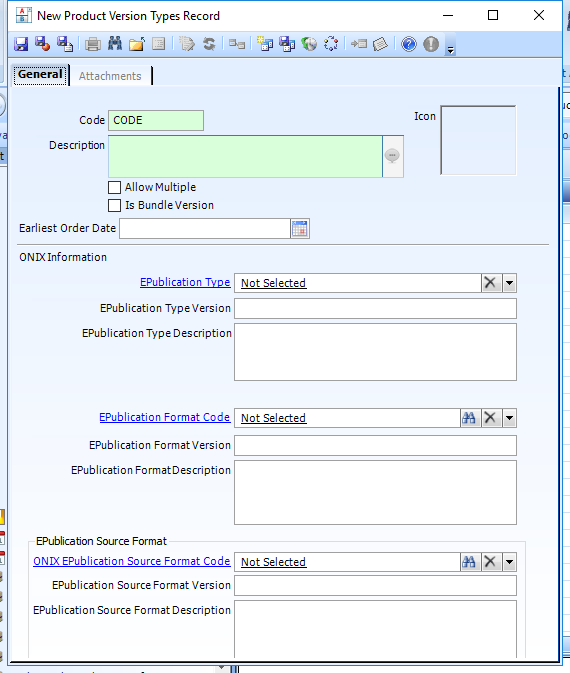 New Product Version Types Record
General Attachments
Code CODE Icon
Description
Allow Multiple
Is Bundle Version
Earliest Order Date
ONIX Information
EPublication Type Not Selected
EPublication Type Version
EPublication Type Description
EPublication Format Code Not Selected
EPublication Format Version
EPublication Format Description
EPublication Source Format
ONIX EPublication Source Format Code Not Selected
EPublication Source Format Version
EPublication Source Format Description